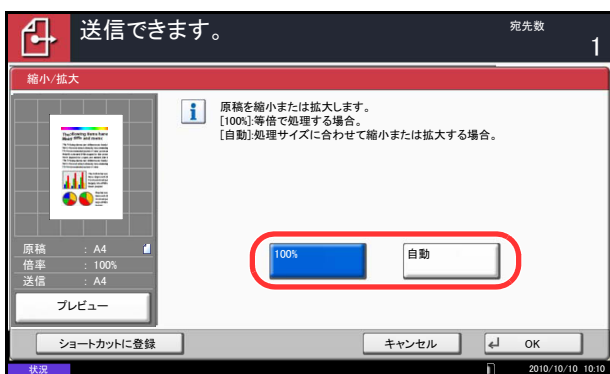 送信できます。
宛先数
1
縮小/拡大
原稿を縮小または拡大します。
[100%]:等倍で処理する場合。
[自動]:処理サイズに合わせて縮小または拡大する場合。
原稿 : A4
倍率 : 100%
送信 : A4
100%
自動
プレビュー
ショートカットに登録
キャンセル
OK
状況
2010/10/10 10:10